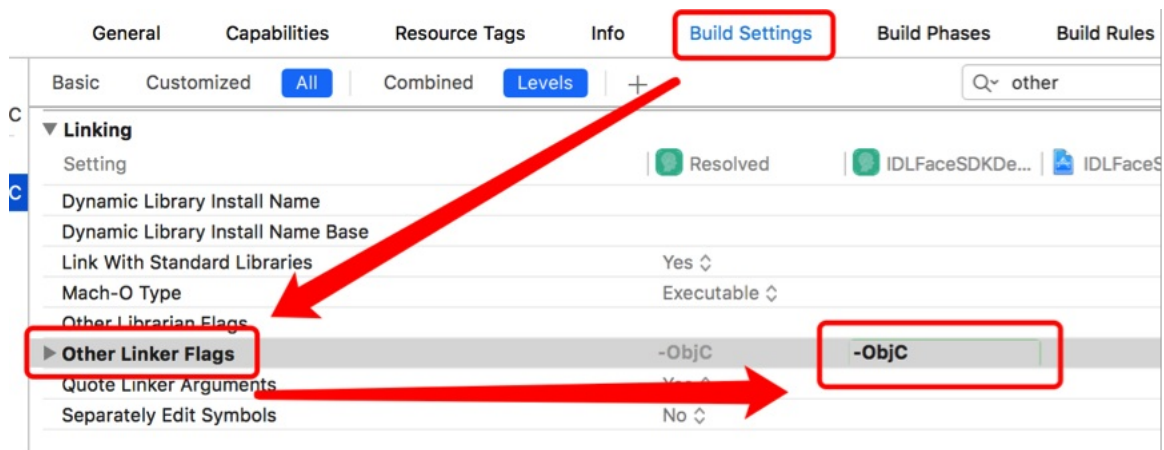 General Capabilities Resource Tags Info Build Settings Build Phases Build Rules
Basic Customized All Combined Levels + other
C
Linking
Setting Resolved IDLFaceSDKDe... IDLFaceS
C
Dynamic Library Install Name
Dynamic Library Install Name Base
Link With Standard Libraries Yes
Mach-O Type Executable
Other Librarian Flags
Other Linker Flags -ObjC -ObjC
Quote Linker Arguments Yes
Separately Edit Symbols No